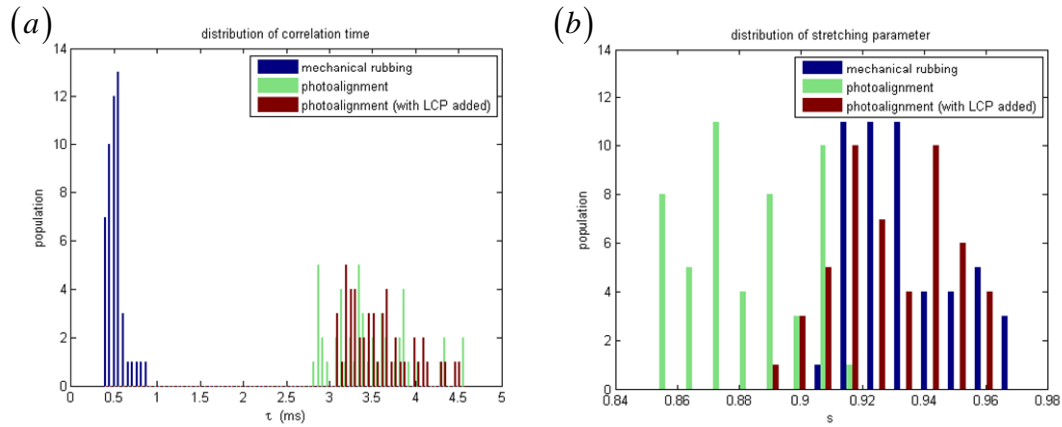 (a)
distribution of correlation time
14
12
10
8
6
4
2
0
population
mechanical rubbing
photoalignment
photoalignment (with LCP added)
0 0.5 1 1.5 2 2.5 3 3.5 4 4.5 5
τ (ms)
(b)
distribution of stretching parameter
14
12
10
8
6
4
2
0
population
mechanical rubbing
photoalignment
photoalignment (with LCP added)
0.84 0.86 0.88 0.9 0.92 0.94 0.96 0.98
s